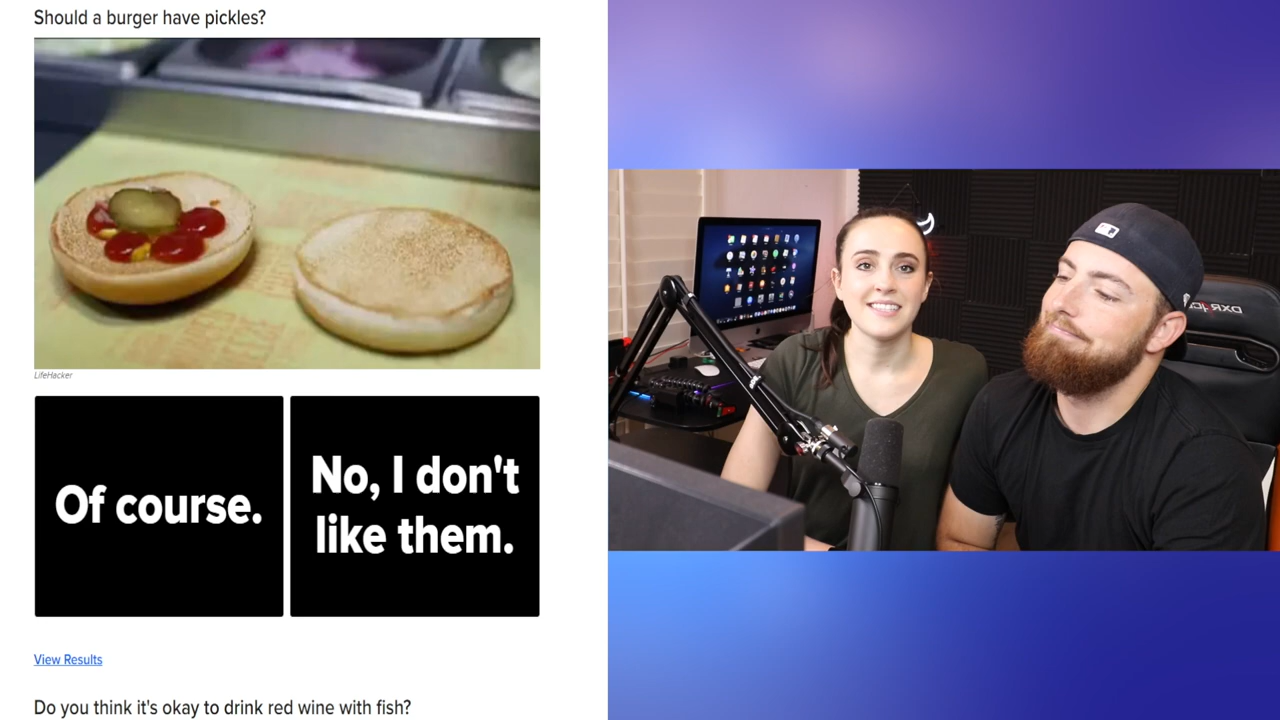 Should a burger have pickles?
LifeHacker
Of course.
No, I don't
like them.
View Results
Do you think it's okay to drink red wine with fish?